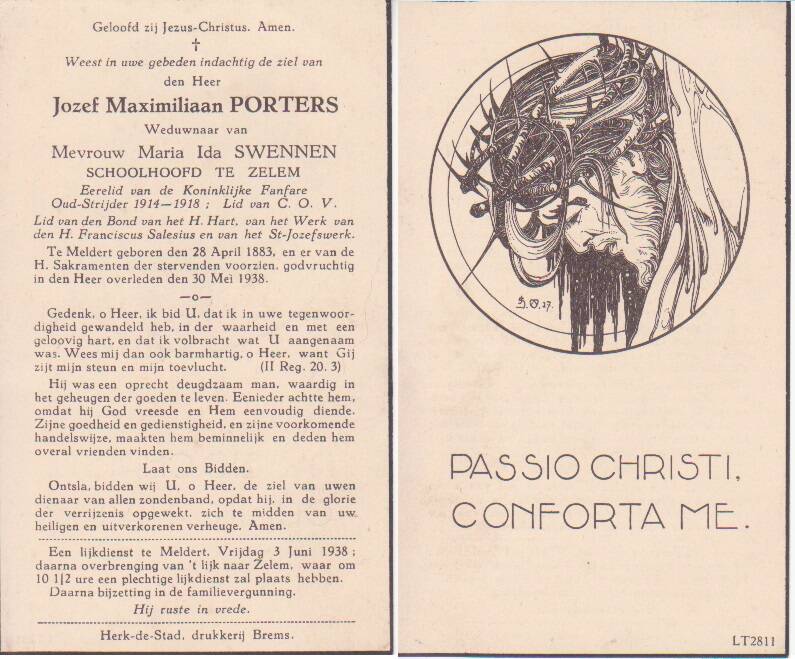 Geloofd zij Jezus-Christus. Amen.
†
Weest in uwe gebeden indachtig de ziel van
den Heer
Jozef Maximiliaan PORTERS
Weduwnaar van
Mevrouw Maria Ida SWENNEN
SCHOOLHOOFD TE ZELEM
Eerelid van de Koninklijke Fanfare
Oud-Strijder 1914—1918 ; Lid van C. O. V.
Lid van den Bond van het H. Hart, van het Werk van
den H. Franciscus Salesius en van het St-Jozefswerk.
Te Meldert geboren den 28 April 1883, en er van de
H. Sakramenten der stervenden voorzien, godvruchtig
in den Heer overleden den 30 Mei 1938.
—o—
Gedenk, o Heer, ik bid U, dat ik in uwe tegenwoor-
digheid gewandeld heb, in der waarheid en met een
geloovig hart, en dat ik volbracht wat U aangenaam
was. Wees mij dan ook barmhartig, o Heer, want Gij
zijt mijn steun en mijn toevlucht. (II Reg. 20. 3)
Hij was een oprecht deugdzaam man, waardig in
het geheugen der goeden te leven. Eenieder achtte hem,
omdat hij God vreesde en Hem eenvoudig diende.
Zijne goedheid en gedienstigheid, en zijne voorkomende
handelswijze, maakten hem beminnelijk en deden hem
overal vrienden vinden.
Laat ons Bidden.
Ontsla, bidden wij U, o Heer, de ziel van uwen
dienaar van allen zondenband, opdat hij, in de glorie
der verrijzenis opgewekt, zich te midden van uw
heiligen en uitverkorenen verheuge. Amen.
Een lijkdienst te Meldert, Vrijdag 3 Juni 1938 ;
daarna overbrenging van 't lijk naar Zelem, waar om
10 1|2 ure een plechtige lijkdienst zal plaats hebben.
Daarna bijzetting in de familievergunning.
Hij ruste in vrede.
Herk-de-Stad, drukkerij Brems.
27.
PASSIO CHRISTI,
CONFORTA ME.
LT2811